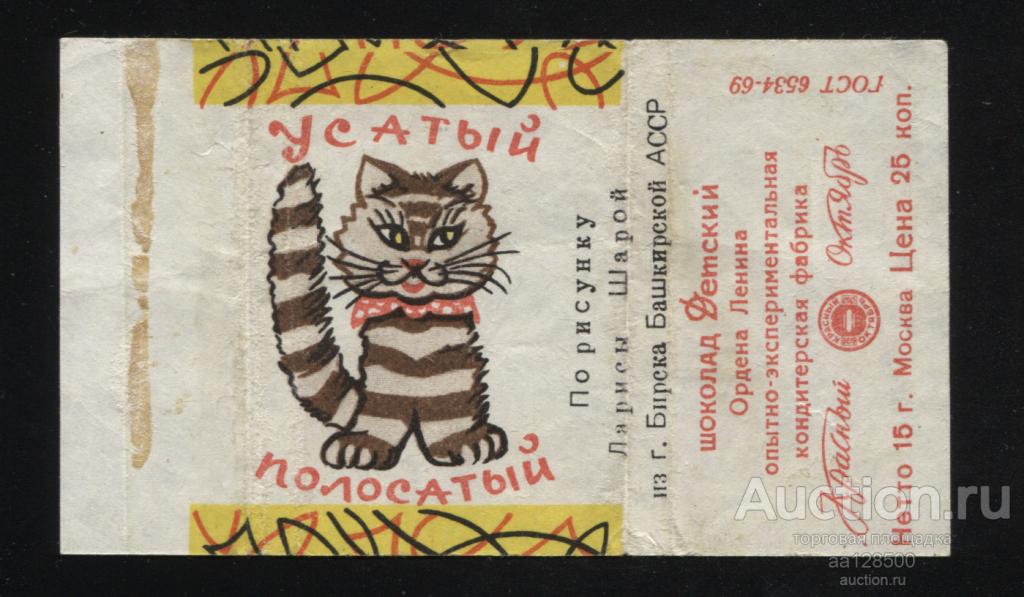 УСАТЫЙ
ПОЛОСАТЫЙ
По рисунку
Ларисы Шарой
из г. Бирска Башкирской АССР
шоколад Детский
Ордена Ленина
опытно-экспериментальная
кондитерская фабрика
Красный Октябрь
Нетто 15 г. Москва Цена 25 коп.
ГОСТ 6534-69
Auction.ru
торговая площадка
aa128500
auction.ru